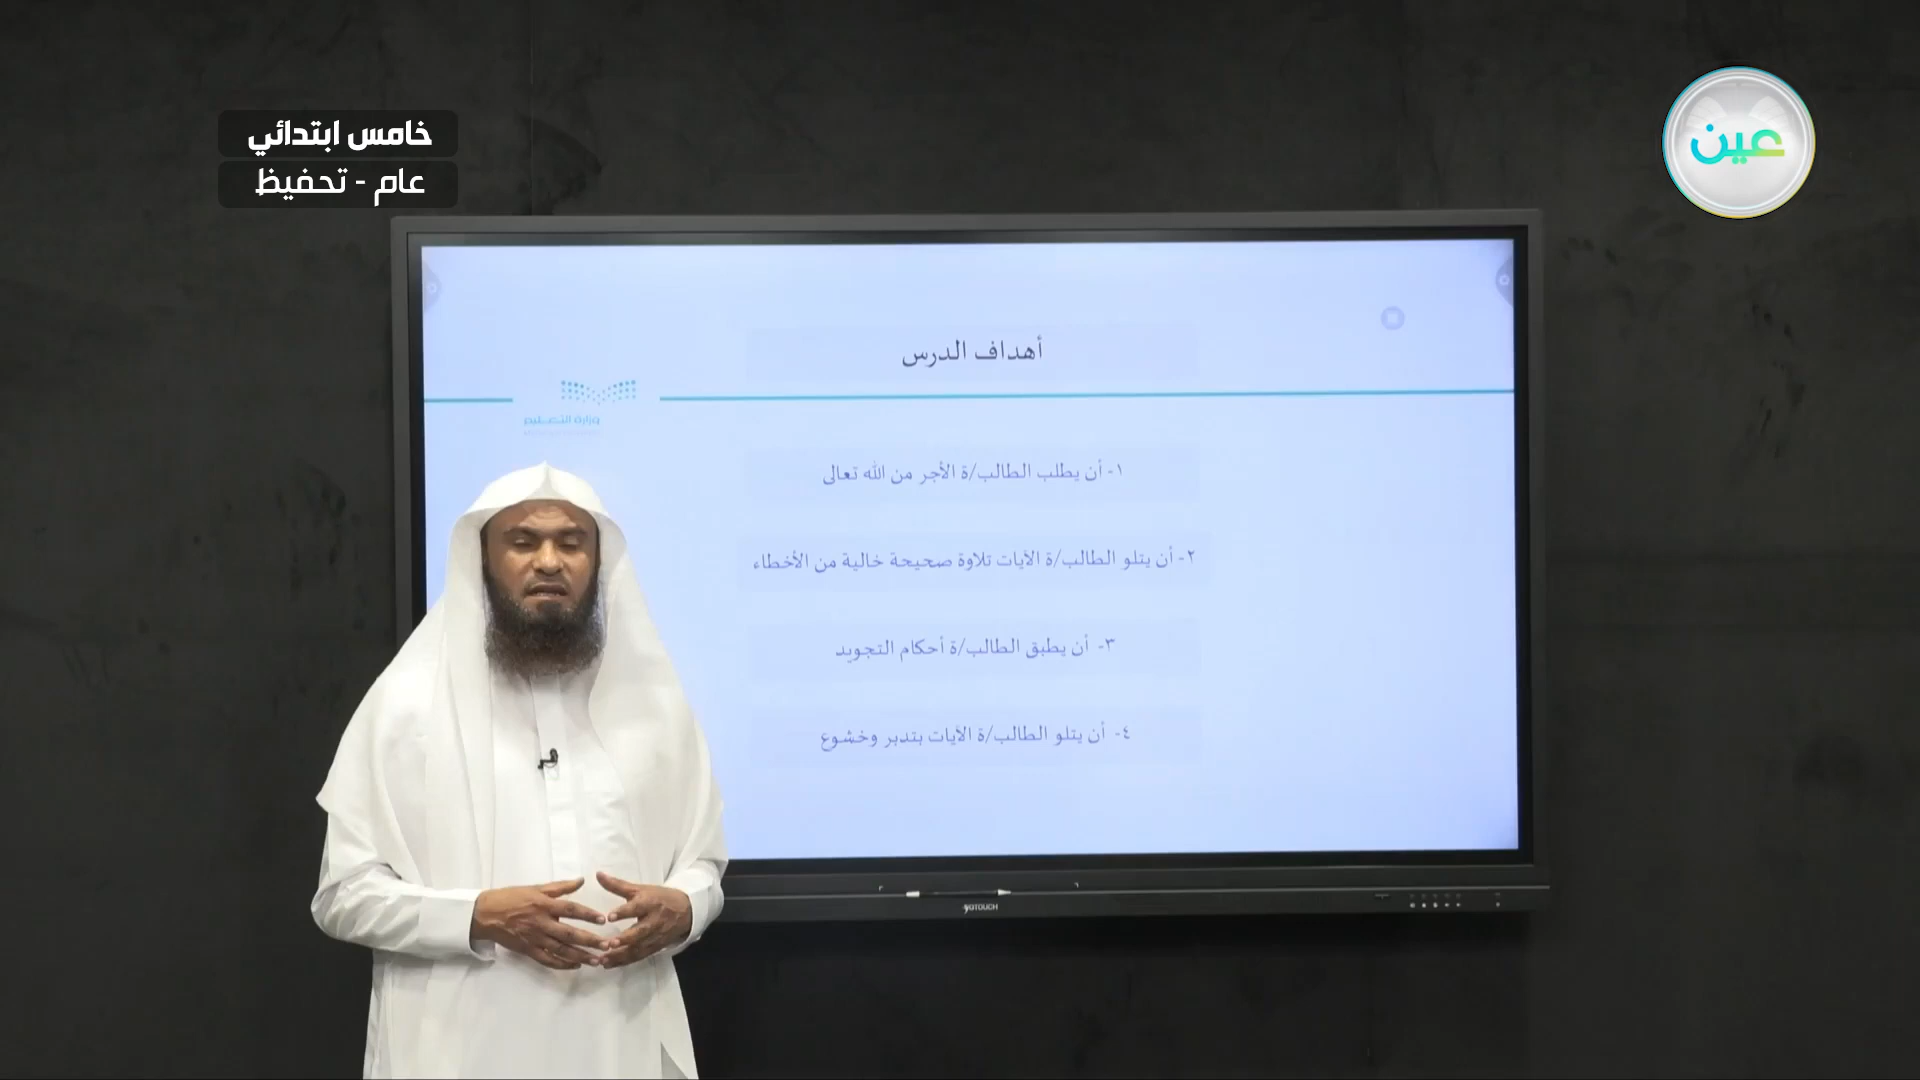 خامس ابتدائي
عام - تحفيظ
عين
أهداف الدرس
وزارة التعليم
١- أن يطلب الطالب/ة الأجر من الله تعالى
٢- أن يتلو الطالب/ة الآيات تلاوة صحيحة خالية من الأخطاء
٣- أن يطبق الطالب/ة أحكام التجويد
٤- أن يتلو الطالب/ة الآيات بتدبر وخشوع
YOTOUCH